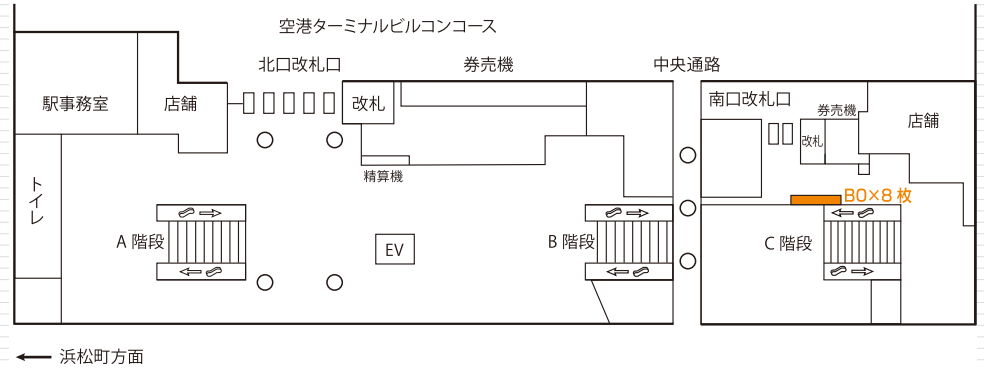 空港ターミナルビルコンコース
北口改札口
券売機
中央通路
駅事務室
店舗
改札
南口改札口
券売機
店舗
改札
精算機
トイレ
BO×8 枚
A 階段
EV
B 階段
C 階段
浜松町方面